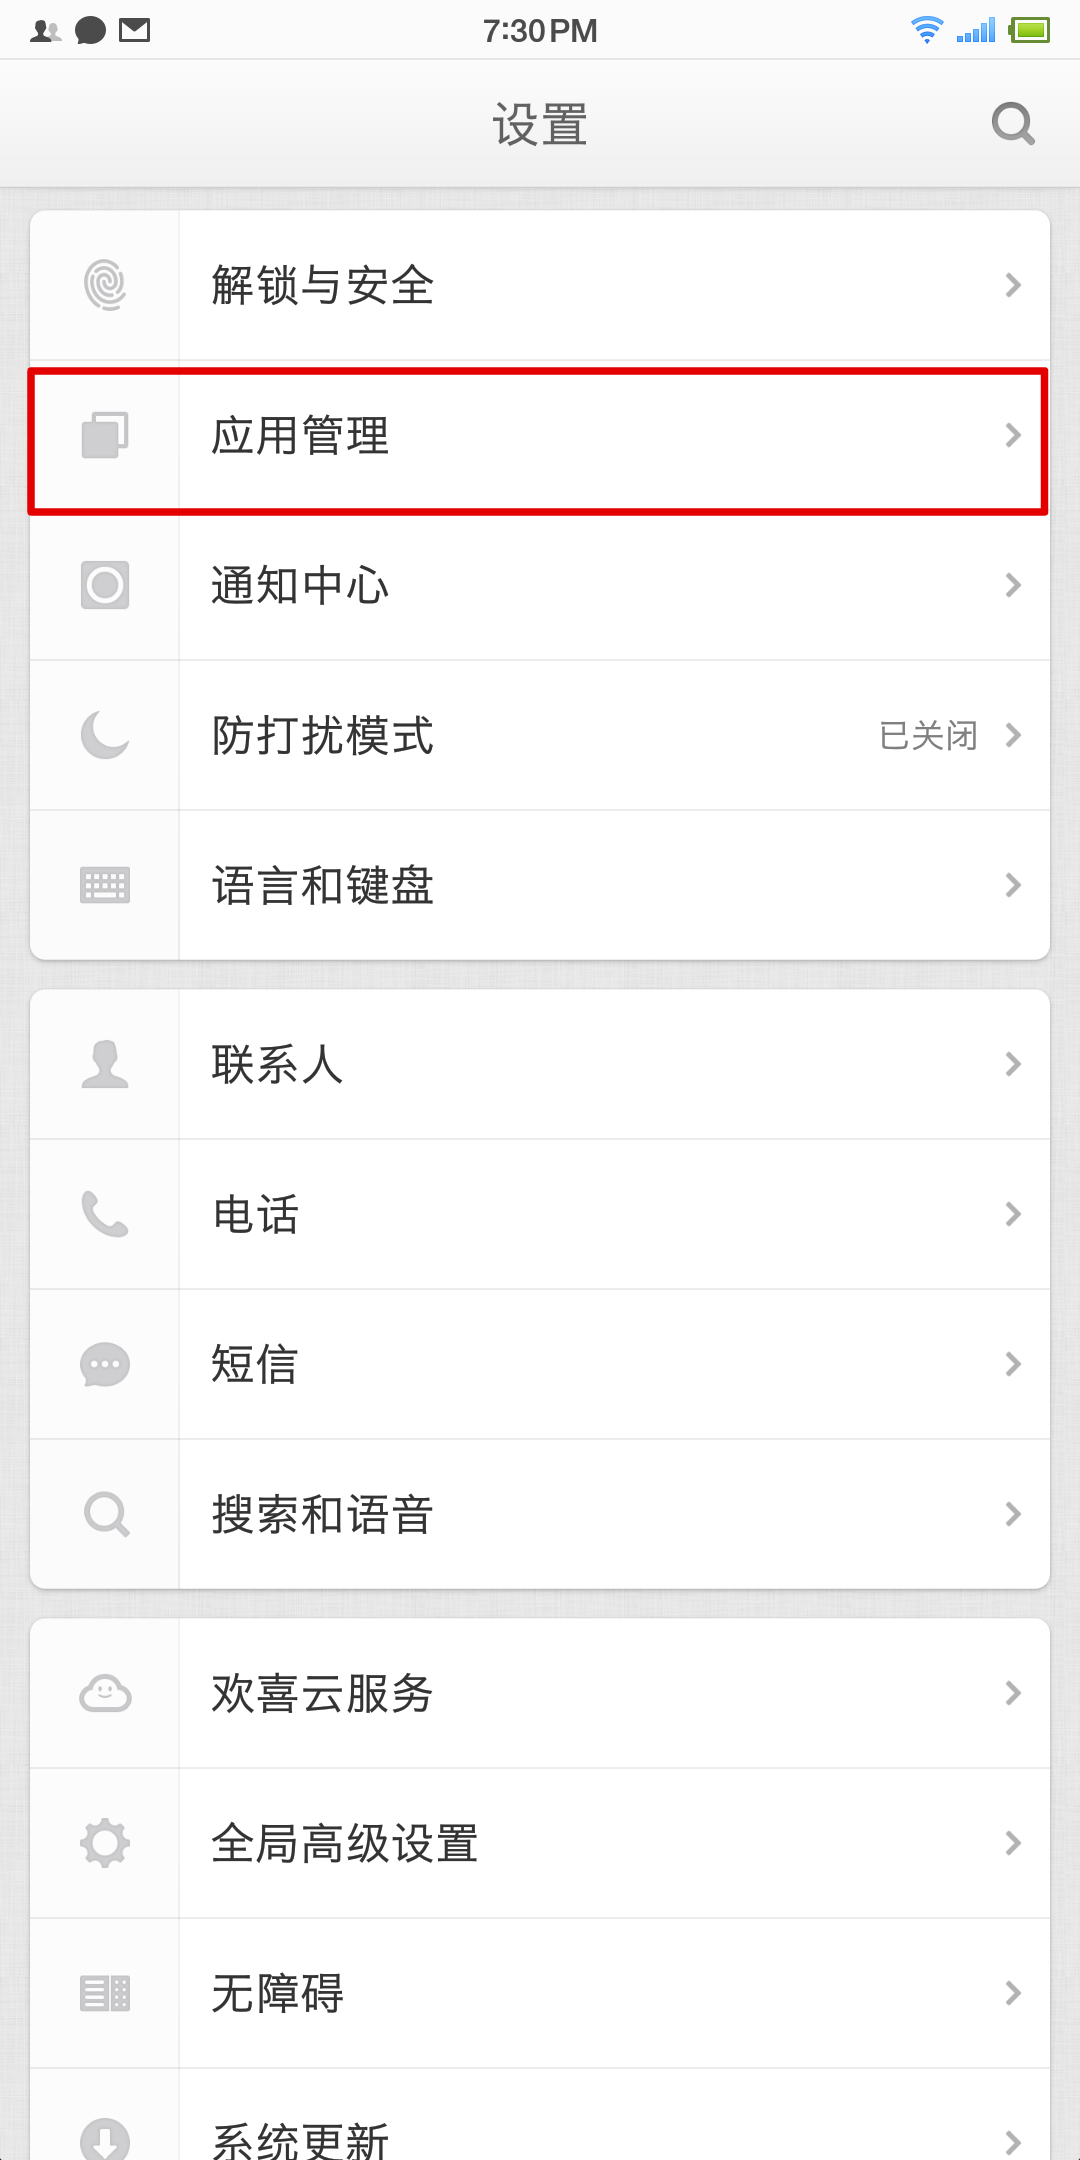 7:30 PM
设置
解锁与安全
应用管理
通知中心
防打扰模式 已关闭
语言和键盘
联系人
电话
短信
搜索和语音
欢喜云服务
全局高级设置
无障碍
系统更新